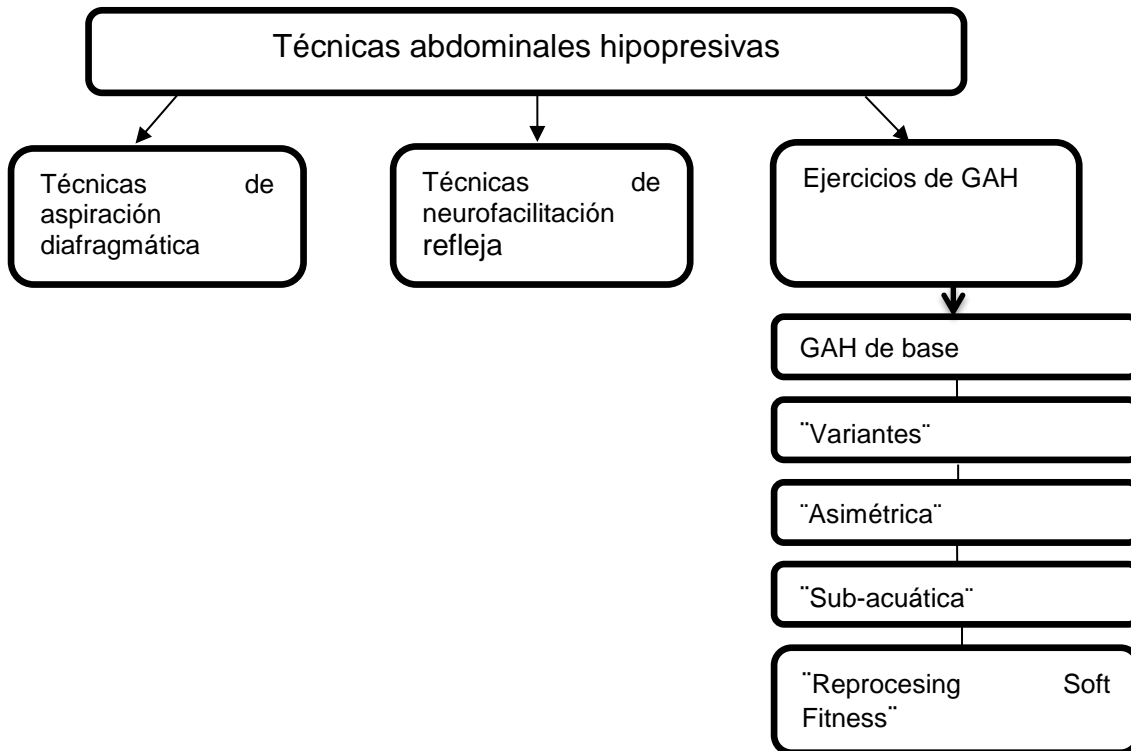 Técnicas abdominales hipopresivas
Técnicas de
aspiración
diafragmática
Técnicas de
neurofacilitación
refleja
Ejercicios de GAH
GAH de base
¨Variantes¨
¨Asimétrica¨
¨Sub-acuática¨
¨Reprocesing Soft
Fitness¨